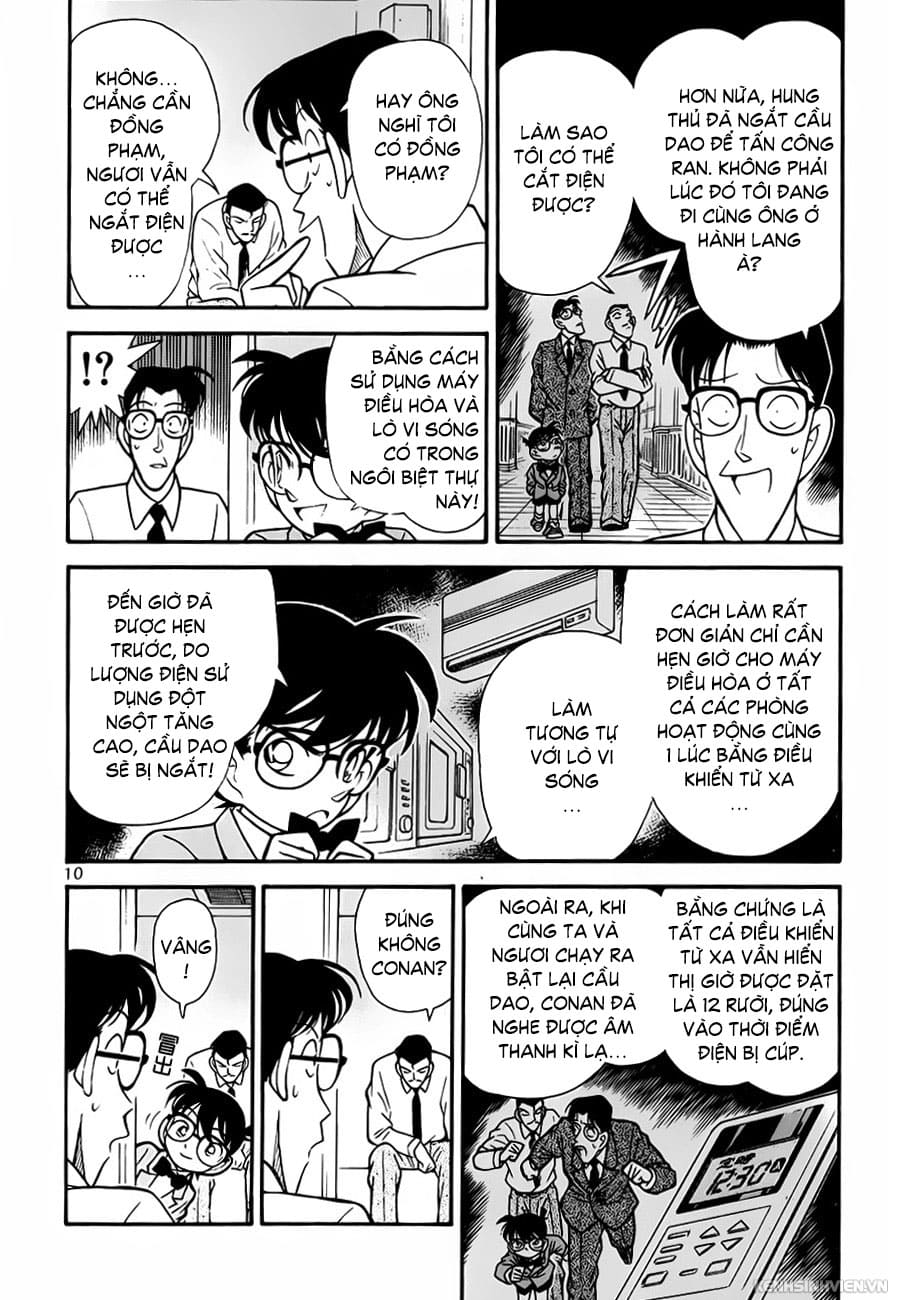 HƠN NỮA, HUNG
THỦ ĐÃ NGẮT CẦU
DAO ĐỂ TẤN CÔNG
RAN. KHÔNG PHẢI
LÚC ĐÓ TÔI ĐANG
ĐI CÙNG ÔNG Ở
HÀNH LANG
À?
LÀM SAO
TÔI CÓ THỂ
CẮT ĐIỆN
ĐƯỢC?
HAY ÔNG
NGHĨ TÔI
CÓ ĐỒNG
PHẠM?
KHÔNG...
CHẲNG CẦN
ĐỒNG
PHẠM,
NGƯƠI VẪN
CÓ THỂ
NGẮT ĐIỆN
ĐƯỢC
...
BẰNG CÁCH
SỬ DỤNG MÁY
ĐIỀU HÒA VÀ
LÒ VI SÓNG
CÓ TRONG
NGÔI BIỆT THỰ
NÀY!
!?
CÁCH LÀM RẤT
ĐƠN GIẢN CHỈ CẦN
HẸN GIỜ CHO MÁY
ĐIỀU HÒA Ở TẤT
CẢ CÁC PHÒNG
HOẠT ĐỘNG CÙNG
1 LÚC BẰNG ĐIỀU
KHIỂN TỪ XA
...
LÀM
TƯƠNG TỰ
VỚI LÒ VI
SÓNG
...
ĐẾN GIỜ ĐÃ
ĐƯỢC HẸN
TRƯỚC, DO
LƯỢNG ĐIỆN SỬ
DỤNG ĐỘT
NGỘT TĂNG
CAO, CẦU DAO
SẼ BỊ NGẮT!
10
BẰNG CHỨNG LÀ
TẤT CẢ ĐIỀU KHIỂN
TỪ XA VẪN HIỂN
THỊ GIỜ ĐƯỢC ĐẶT
LÀ 12 RƯỠI, ĐÚNG
VÀO THỜI ĐIỂM
ĐIỆN BỊ CÚP.
NGOÀI RA, KHI
CÙNG TA VÀ
NGƯƠI CHẠY RA
BẬT LẠI CẦU
DAO, CONAN ĐÃ
NGHE ĐƯỢC ÂM
THANH KÌ LẠ...
12:30
ĐÚNG
KHÔNG
CONAN?
VÂNG
!
冒出
KENHSINHVIEN.VN